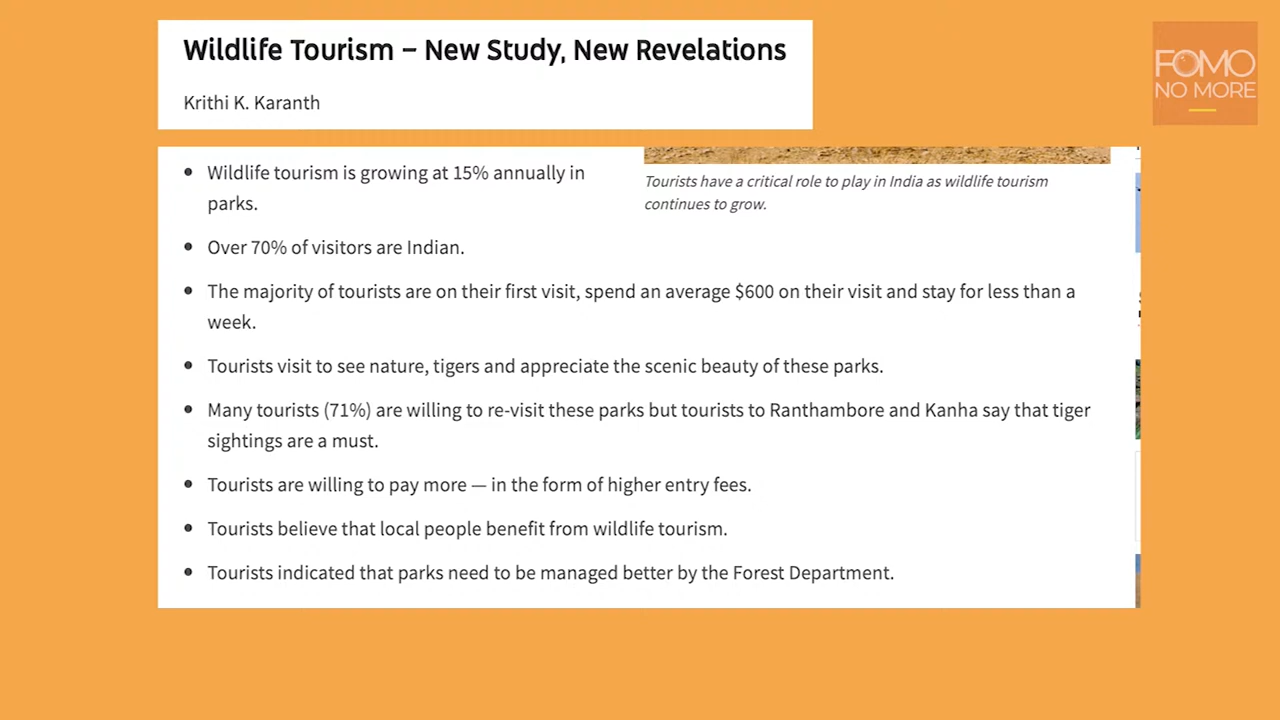 Wildlife Tourism – New Study, New Revelations
Krithi K. Karanth
FOMO
NO MORE
• Wildlife tourism is growing at 15% annually in
parks.
Tourists have a critical role to play in India as wildlife tourism
continues to grow.
• Over 70% of visitors are Indian.
• The majority of tourists are on their first visit, spend an average $600 on their visit and stay for less than a
week.
• Tourists visit to see nature, tigers and appreciate the scenic beauty of these parks.
• Many tourists (71%) are willing to re-visit these parks but tourists to Ranthambore and Kanha say that tiger
sightings are a must.
• Tourists are willing to pay more — in the form of higher entry fees.
• Tourists believe that local people benefit from wildlife tourism.
• Tourists indicated that parks need to be managed better by the Forest Department.